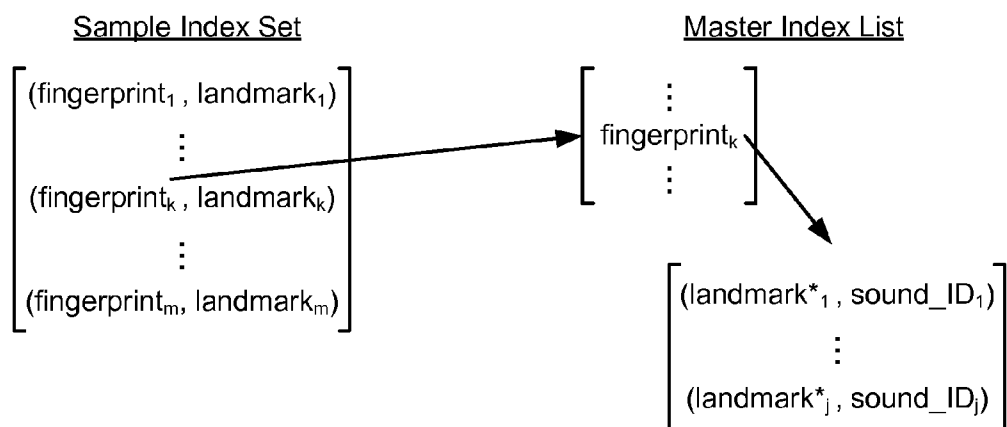 Sample Index Set
(fingerprint₁ , landmark₁)
⋮
(fingerprintₖ , landmarkₖ)
⋮
(fingerprintₘ, landmarkₘ)
Master Index List
⋮
fingerprintₖ
⋮
(landmark*₁ , sound_ID₁)
⋮
(landmark*ⱼ , sound_IDⱼ)